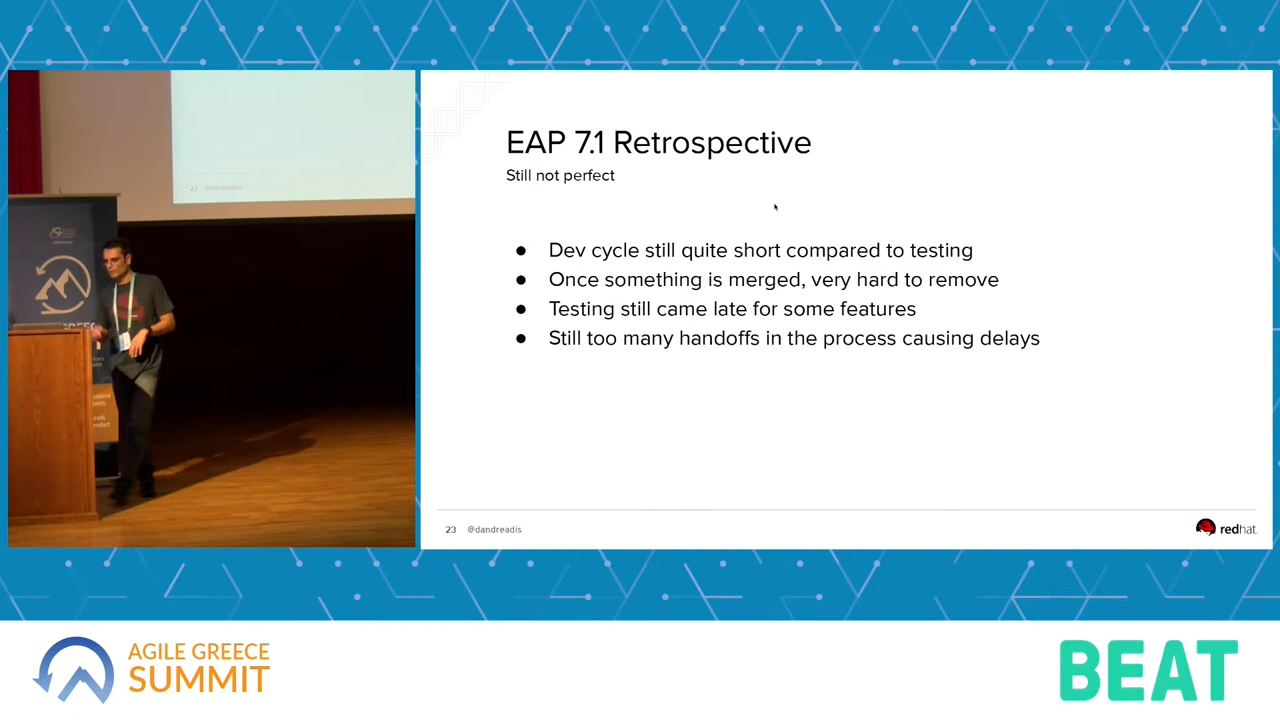 EAP 7.1 Retrospective
Still not perfect
● Dev cycle still quite short compared to testing
● Once something is merged, very hard to remove
● Testing still came late for some features
● Still too many handoffs in the process causing delays
23 @dandreadis
redhat.
AGILE GREECE
SUMMIT
BEAT